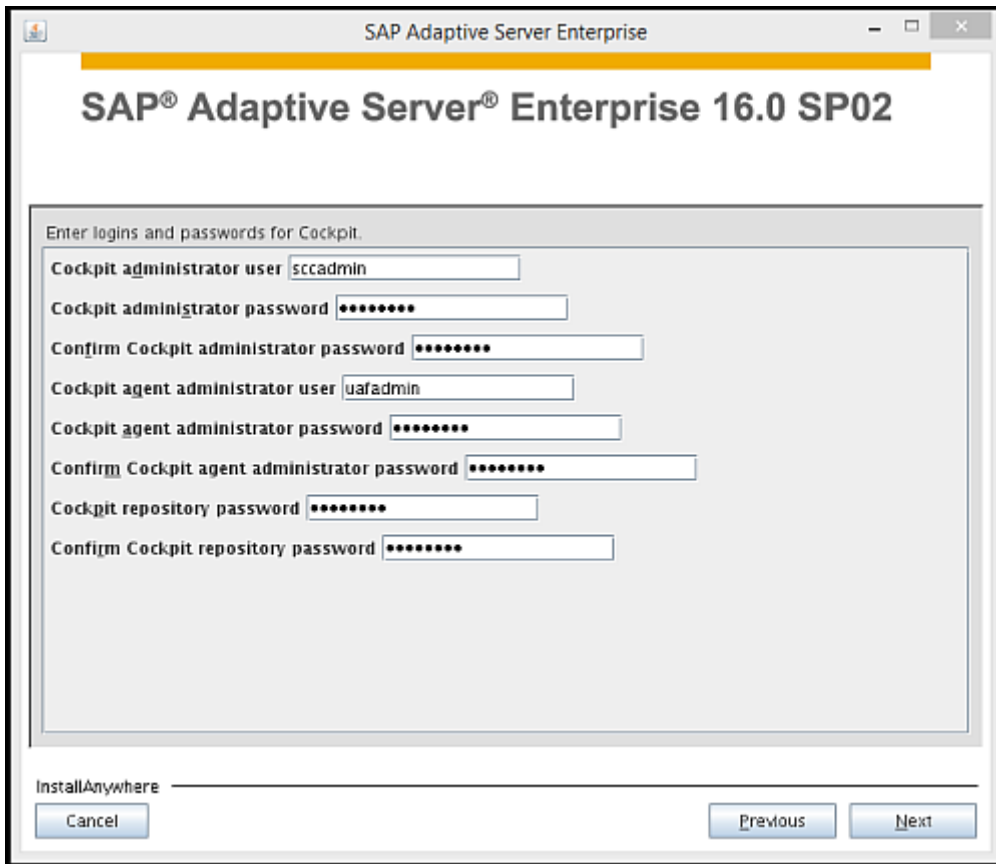 SAP Adaptive Server Enterprise
SAP® Adaptive Server® Enterprise 16.0 SP02
Enter logins and passwords for Cockpit.
Cockpit administrator user sccadmin
Cockpit administrator password ••••••••
Confirm Cockpit administrator password ••••••••
Cockpit agent administrator user uafadmin
Cockpit agent administrator password ••••••••
Confirm Cockpit agent administrator password ••••••••
Cockpit repository password ••••••••
Confirm Cockpit repository password ••••••••
InstallAnywhere
Cancel Previous Next